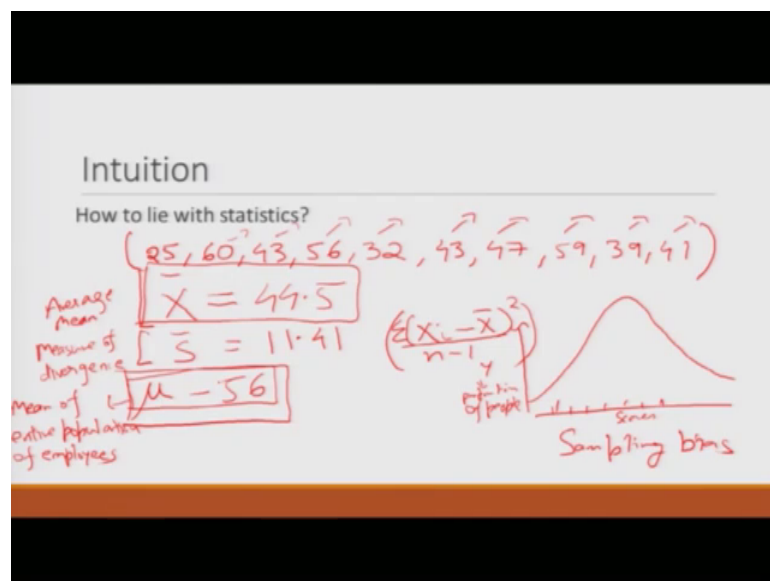 Intuition
How to lie with statistics?
(25, 60, 43, 56, 32, 43, 47, 59, 39, 41)
Average
mean
x̄ = 44.5
Measure of
divergence
[ s̄ = 11.41
(Σ(xi - x̄)²)
n-1
μ - 56
Mean of
entire population
of employees
y
of people
Scores
Sampling bias